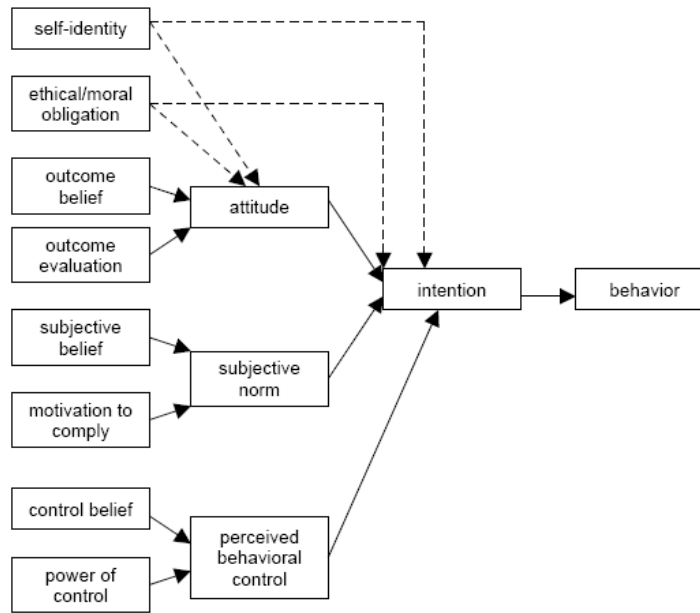 self-identity
ethical/moral
obligation
outcome
belief
attitude
outcome
evaluation
intention
behavior
subjective
belief
subjective
norm
motivation to
comply
control belief
perceived
behavioral
control
power of
control